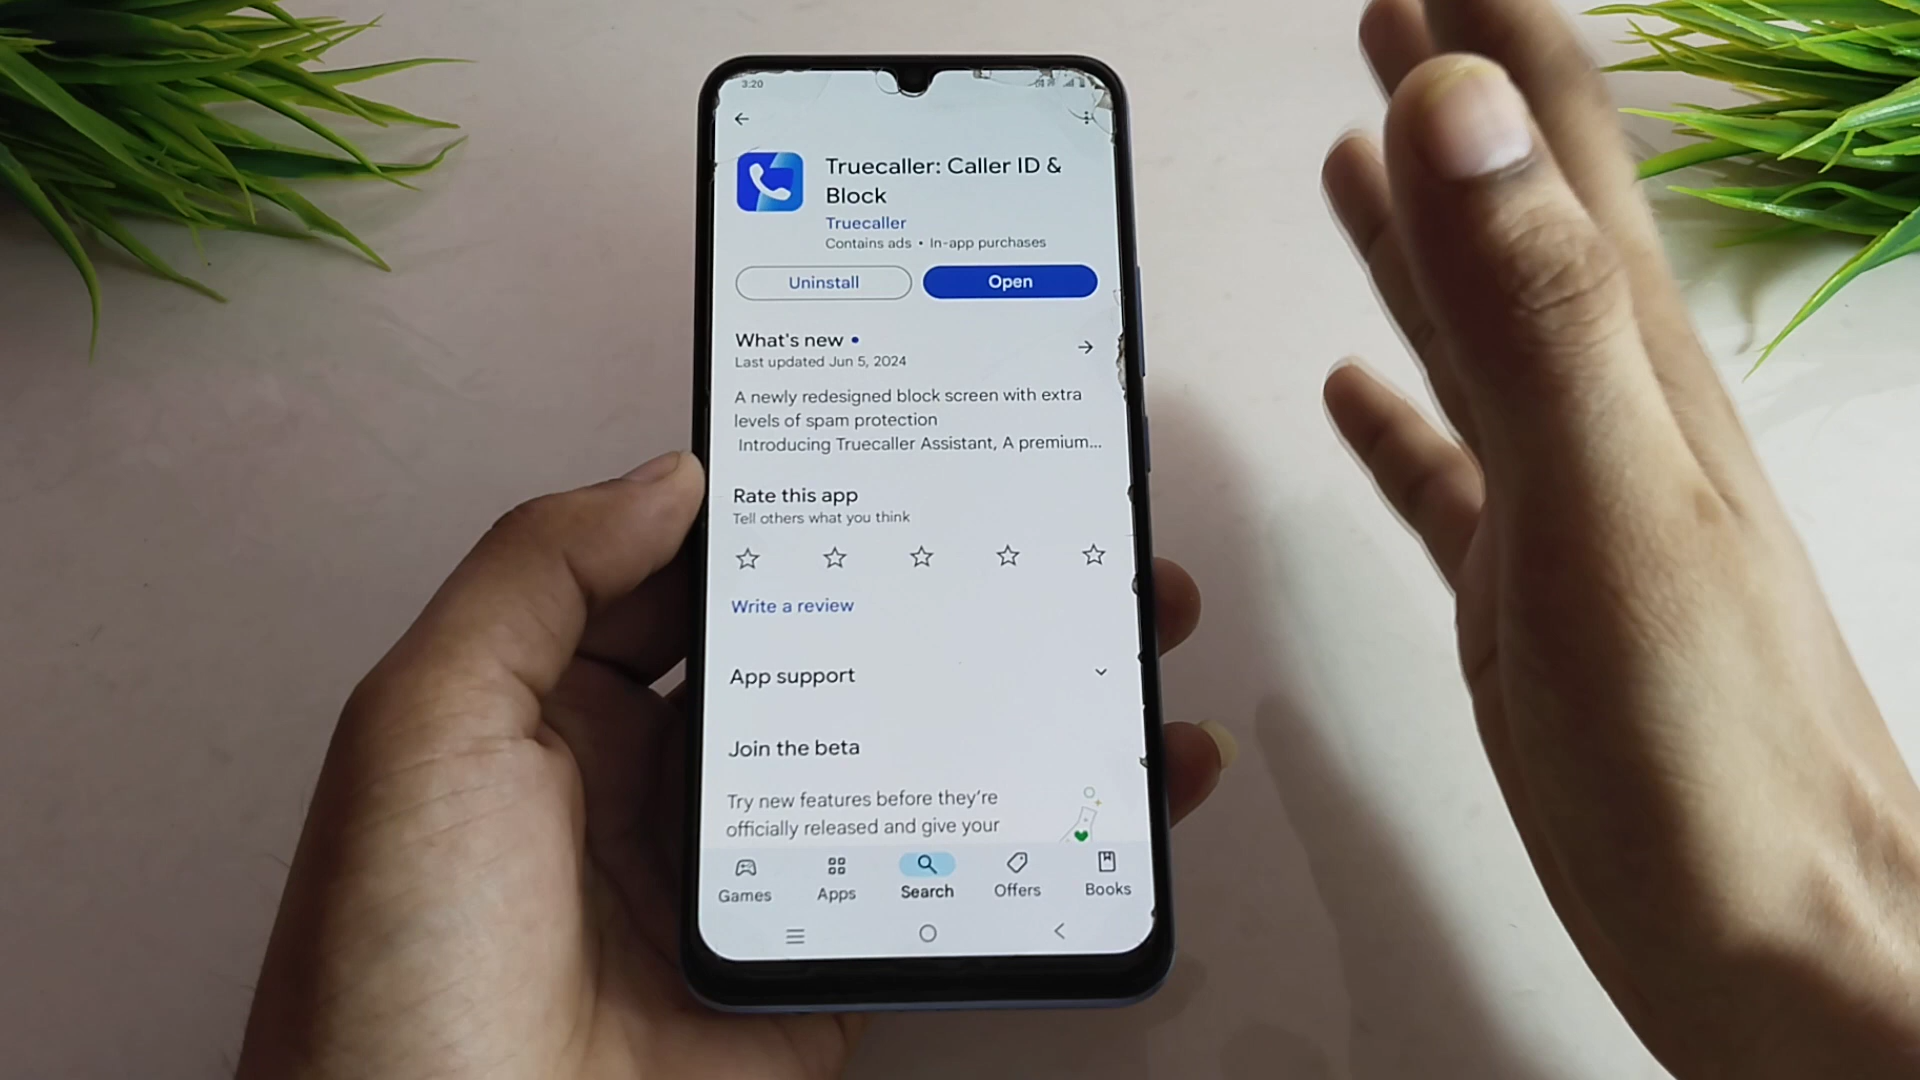 3:20
Truecaller: Caller ID &
Block
Truecaller
Contains ads • In-app purchases
Uninstall
Open
What's new •
Last updated Jun 5, 2024
A newly redesigned block screen with extra
levels of spam protection
Introducing Truecaller Assistant, A premium...
Rate this app
Tell others what you think
Write a review
App support
Join the beta
Try new features before they're
officially released and give your
Games
Apps
Search
Offers
Books